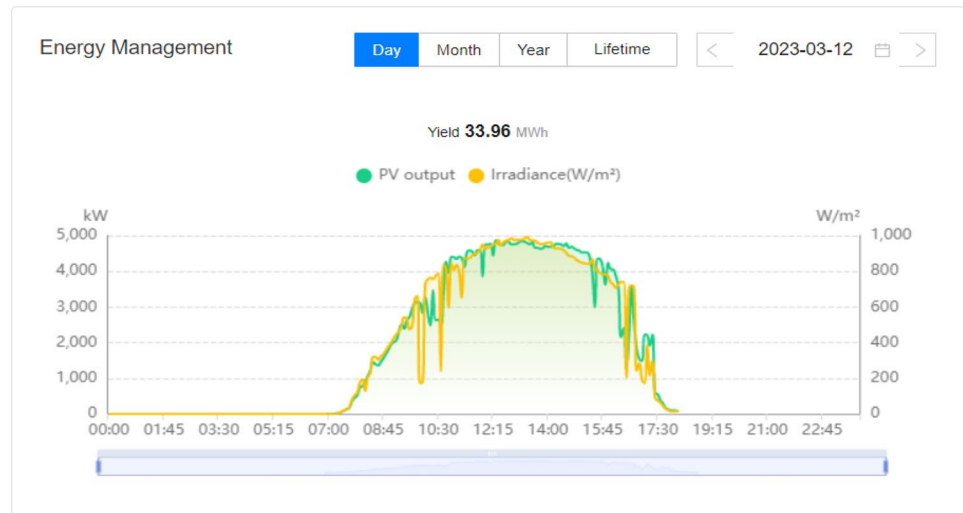 Energy Management
Day Month Year Lifetime
< 2023-03-12 >
Yield 33.96 MWh
PV output Irradiance(W/m²)
kW W/m²
5,000 1,000
4,000 800
3,000 600
2,000 400
1,000 200
0 0
00:00 01:45 03:30 05:15 07:00 08:45 10:30 12:15 14:00 15:45 17:30 19:15 21:00 22:45